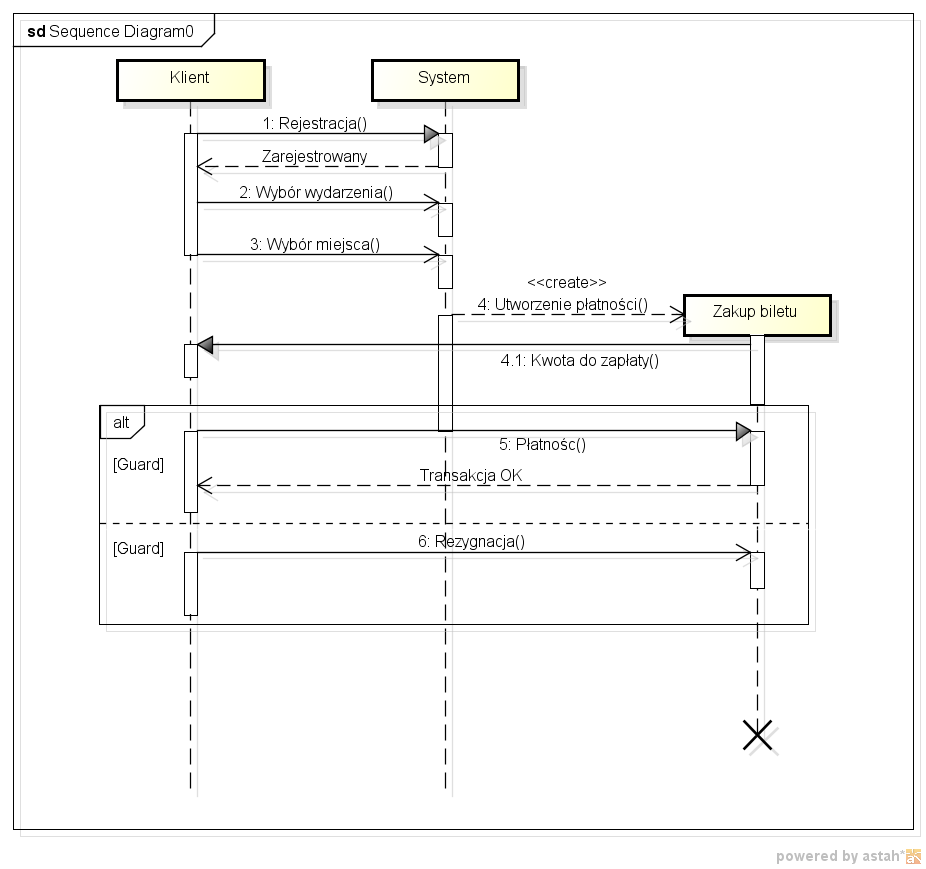 sd Sequence Diagram0
Klient
System
1: Rejestracja()
Zarejestrowany
2: Wybór wydarzenia()
3: Wybór miejsca()
<<create>>
4: Utworzenie płatności()
Zakup biletu
4.1: Kwota do zapłaty()
alt
5: Płatnośc()
[Guard]
Transakcja OK
6: Rezygnacja()
[Guard]
powered by astah*